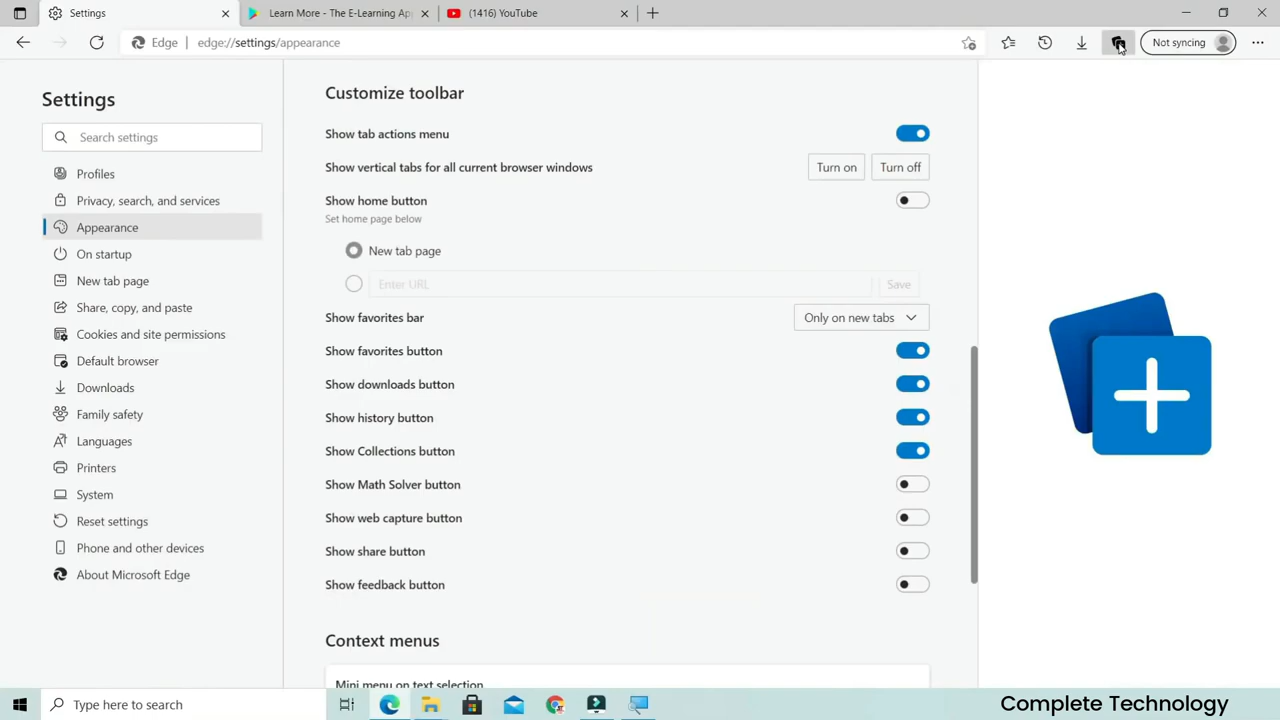 Settings
Learn More - The E-Learning Ap
(1416) YouTube
Edge
edge://settings/appearance
Not syncing
Settings
Search settings
Profiles
Privacy, search, and services
Appearance
On startup
New tab page
Share, copy, and paste
Cookies and site permissions
Default browser
Downloads
Family safety
Languages
Printers
System
Reset settings
Phone and other devices
About Microsoft Edge
Customize toolbar
Show tab actions menu
Show vertical tabs for all current browser windows
Turn on
Turn off
Show home button
Set home page below
New tab page
Enter URL
Save
Show favorites bar
Only on new tabs
Show favorites button
Show downloads button
Show history button
Show Collections button
Show Math Solver button
Show web capture button
Show share button
Show feedback button
Context menus
Mini menu on text selection
Type here to search
Complete Technology